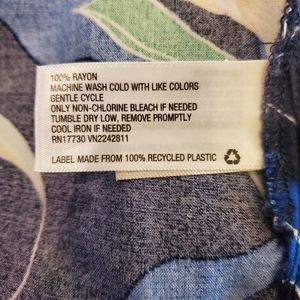 100% RAYON
MACHINE WASH COLD WITH LIKE COLORS
GENTLE CYCLE
ONLY NON-CHLORINE BLEACH IF NEEDED
TUMBLE DRY LOW, REMOVE PROMPTLY
COOL IRON IF NEEDED
RN17730 VN2242811
LABEL MADE FROM 100% RECYCLED PLASTIC